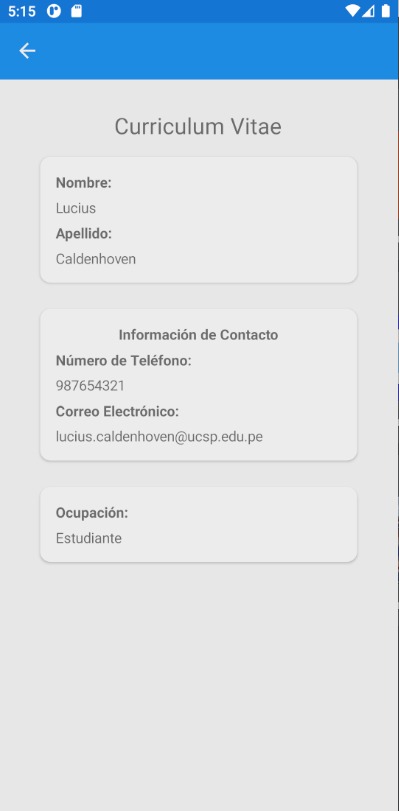 5:15
Curriculum Vitae
Nombre:
Lucius
Apellido:
Caldenhoven
Información de Contacto
Número de Teléfono:
987654321
Correo Electrónico:
lucius.caldenhoven@ucsp.edu.pe
Ocupación:
Estudiante